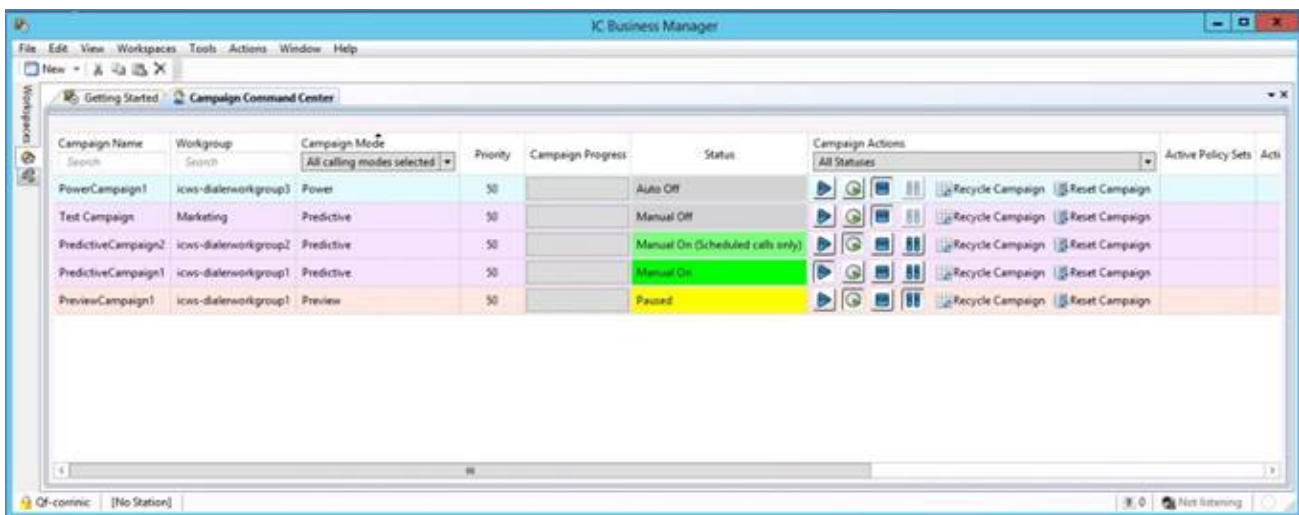 IC Business Manager
File Edit View Workspaces Tools Actions Window Help
New
Workspaces
Getting Started Campaign Command Center
Campaign Name Workgroup Campaign Mode Priority Campaign Progress Status Campaign Actions Active Policy Sets Acti
Search Search All calling modes selected All Statuses
PowerCampaign1 icws-dialerworkgroup3 Power 50 Auto Off Recycle Campaign Reset Campaign
Test Campaign Marketing Predictive 50 Manual Off Recycle Campaign Reset Campaign
PredictiveCampaign2 icws-dialerworkgroup2 Predictive 50 Manual On (Scheduled calls only) Recycle Campaign Reset Campaign
PredictiveCampaign1 icws-dialerworkgroup1 Predictive 50 Manual On Recycle Campaign Reset Campaign
PreviewCampaign1 icws-dialerworkgroup1 Preview 50 Paused Recycle Campaign Reset Campaign
[No Station] 0 Not listening